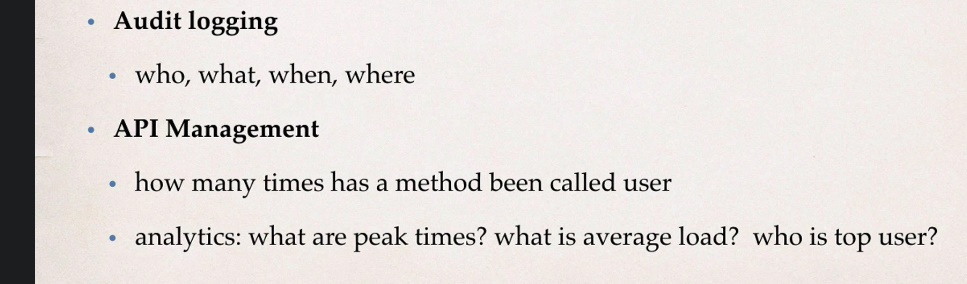 Audit logging
who, what, when, where
API Management
how many times has a method been called user
analytics: what are peak times? what is average load?  who is top user?